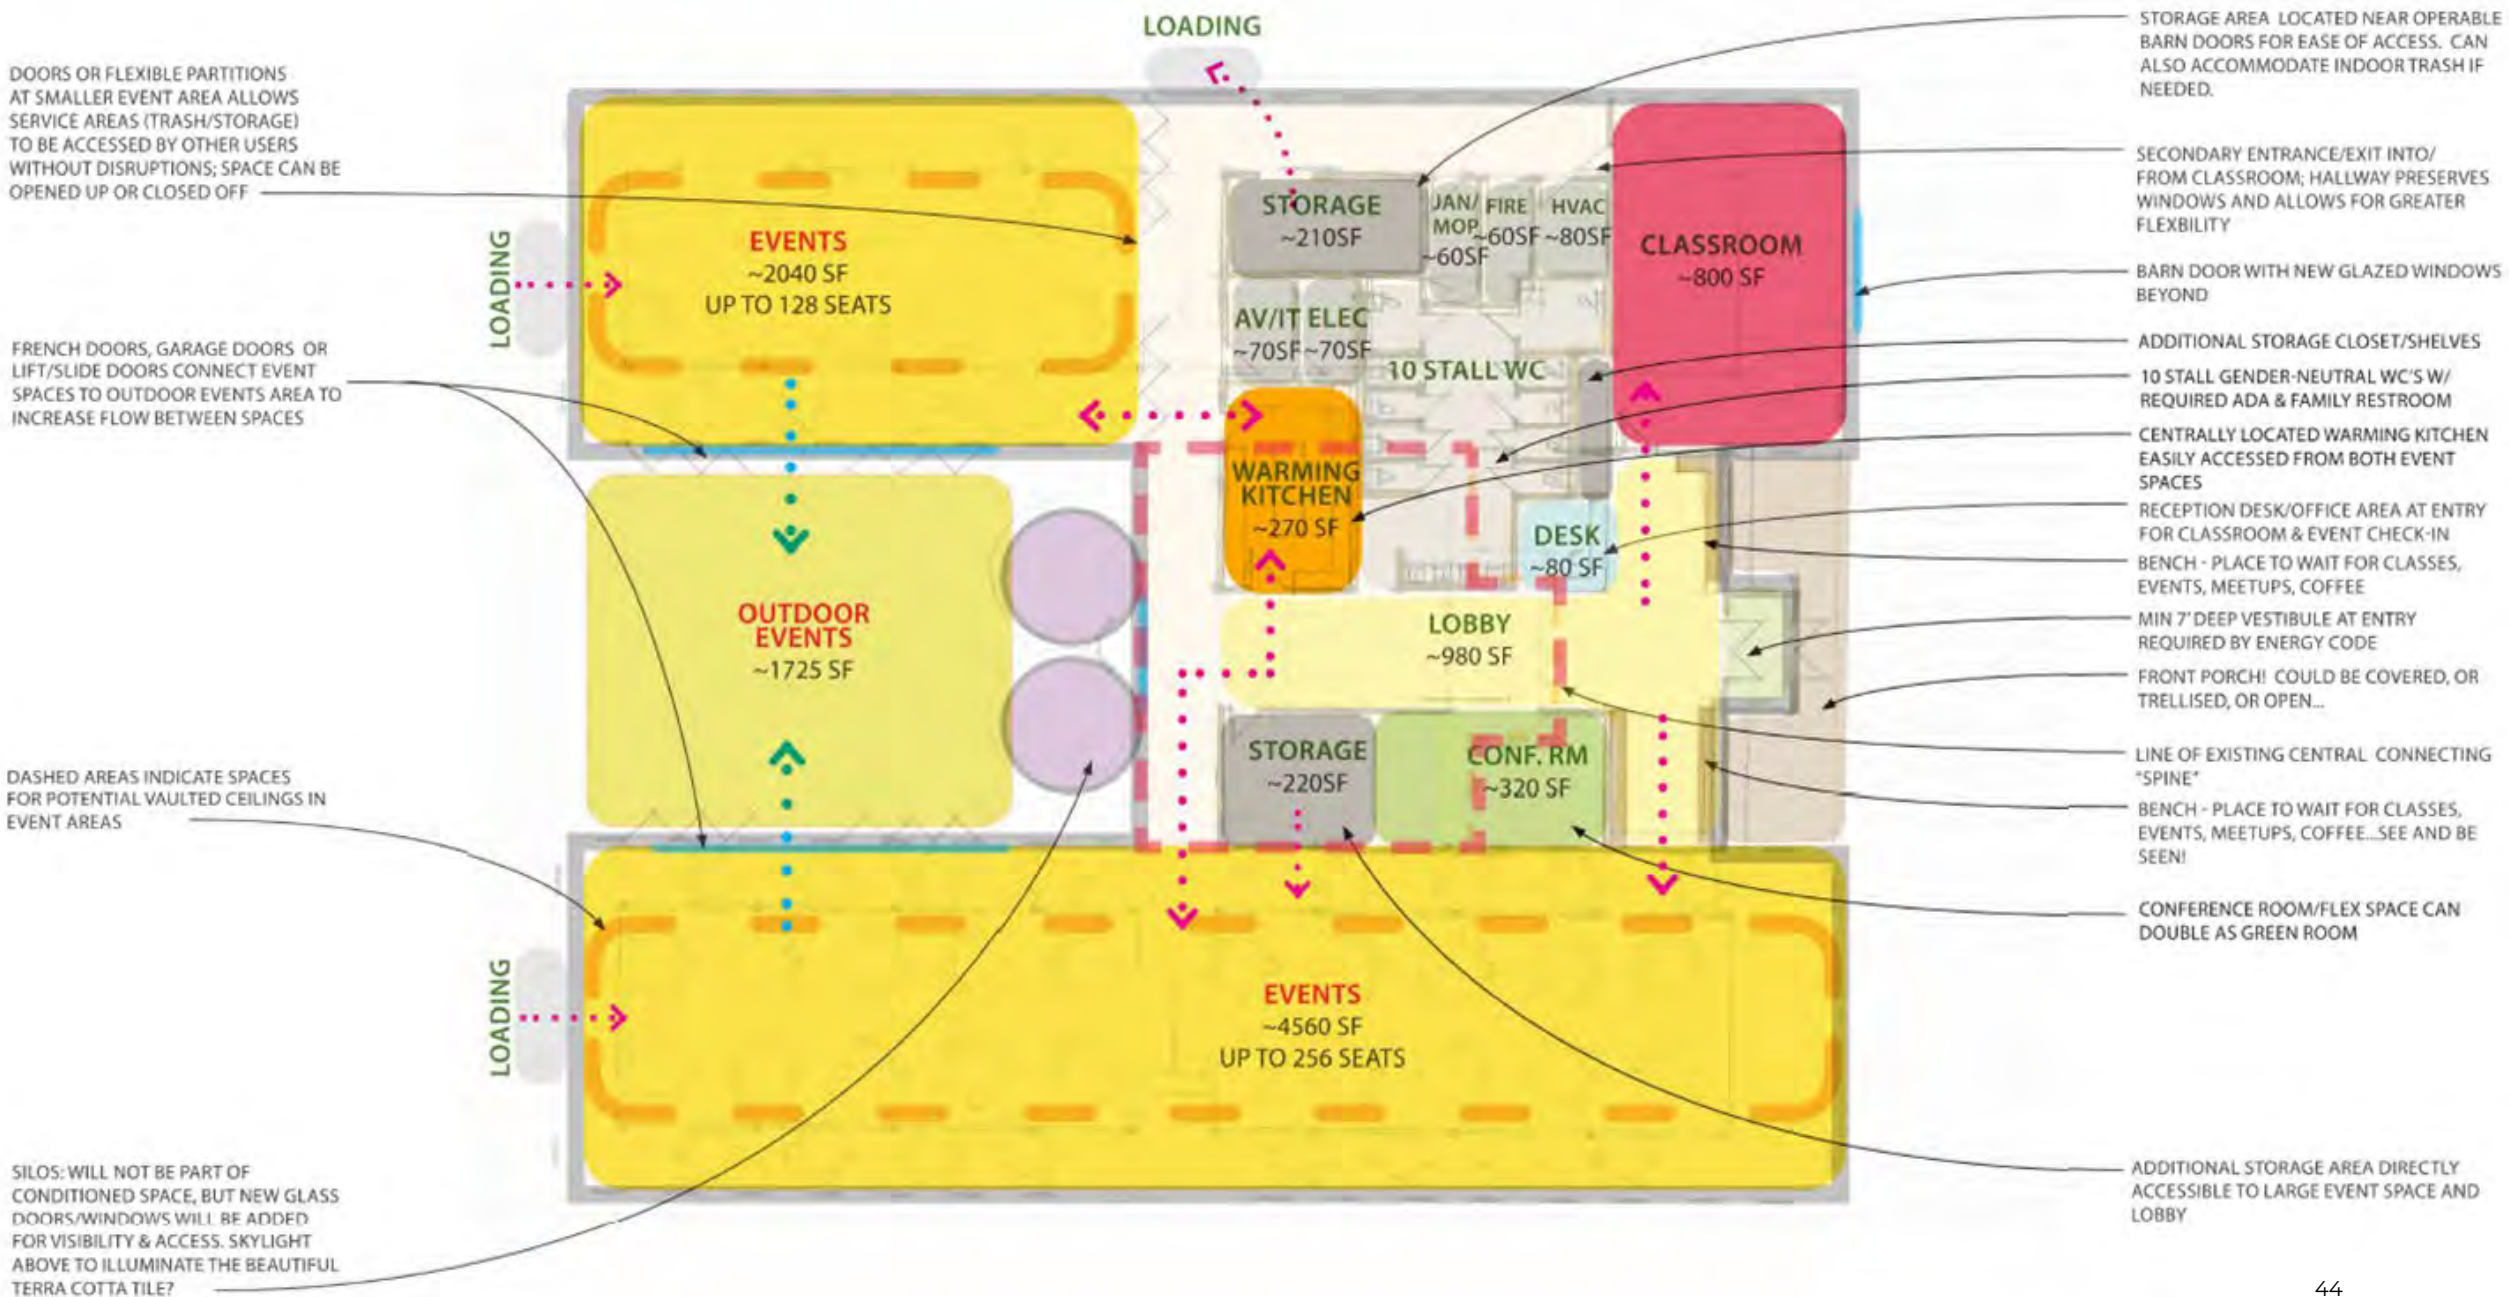 LOADING
DOORS OR FLEXIBLE PARTITIONS
AT SMALLER EVENT AREA ALLOWS
SERVICE AREAS (TRASH/STORAGE)
TO BE ACCESSED BY OTHER USERS
WITHOUT DISRUPTIONS; SPACE CAN BE
OPENED UP OR CLOSED OFF
FRENCH DOORS, GARAGE DOORS OR
LIFT/SLIDE DOORS CONNECT EVENT
SPACES TO OUTDOOR EVENTS AREA TO
INCREASE FLOW BETWEEN SPACES
DASHED AREAS INDICATE SPACES
FOR POTENTIAL VAULTED CEILINGS IN
EVENT AREAS
SILOS: WILL NOT BE PART OF
CONDITIONED SPACE, BUT NEW GLASS
DOORS/WINDOWS WILL BE ADDED
FOR VISIBILITY & ACCESS. SKYLIGHT
ABOVE TO ILLUMINATE THE BEAUTIFUL
TERRA COTTA TILE?
LOADING
LOADING
EVENTS
~2040 SF
UP TO 128 SEATS
STORAGE
~210SF
JAN/
MOP
~60SF
FIRE
~60SF
HVAC
~80SF
CLASSROOM
~800 SF
AV/IT
~70SF
ELEC
~70SF
10 STALL WC
WARMING
KITCHEN
~270 SF
DESK
~80 SF
OUTDOOR
EVENTS
~1725 SF
LOBBY
~980 SF
STORAGE
~220SF
CONF. RM
~320 SF
EVENTS
~4560 SF
UP TO 256 SEATS
STORAGE AREA LOCATED NEAR OPERABLE
BARN DOORS FOR EASE OF ACCESS. CAN
ALSO ACCOMMODATE INDOOR TRASH IF
NEEDED.
SECONDARY ENTRANCE/EXIT INTO/
FROM CLASSROOM; HALLWAY PRESERVES
WINDOWS AND ALLOWS FOR GREATER
FLEXBILITY
BARN DOOR WITH NEW GLAZED WINDOWS
BEYOND
ADDITIONAL STORAGE CLOSET/SHELVES
10 STALL GENDER-NEUTRAL WC'S W/
REQUIRED ADA & FAMILY RESTROOM
CENTRALLY LOCATED WARMING KITCHEN
EASILY ACCESSED FROM BOTH EVENT
SPACES
RECEPTION DESK/OFFICE AREA AT ENTRY
FOR CLASSROOM & EVENT CHECK-IN
BENCH - PLACE TO WAIT FOR CLASSES,
EVENTS, MEETUPS, COFFEE
MIN 7' DEEP VESTIBULE AT ENTRY
REQUIRED BY ENERGY CODE
FRONT PORCH! COULD BE COVERED, OR
TRELLISED, OR OPEN...
LINE OF EXISTING CENTRAL CONNECTING
"SPINE"
BENCH - PLACE TO WAIT FOR CLASSES,
EVENTS, MEETUPS, COFFEE...SEE AND BE
SEEN!
CONFERENCE ROOM/FLEX SPACE CAN
DOUBLE AS GREEN ROOM
ADDITIONAL STORAGE AREA DIRECTLY
ACCESSIBLE TO LARGE EVENT SPACE AND
LOBBY
44